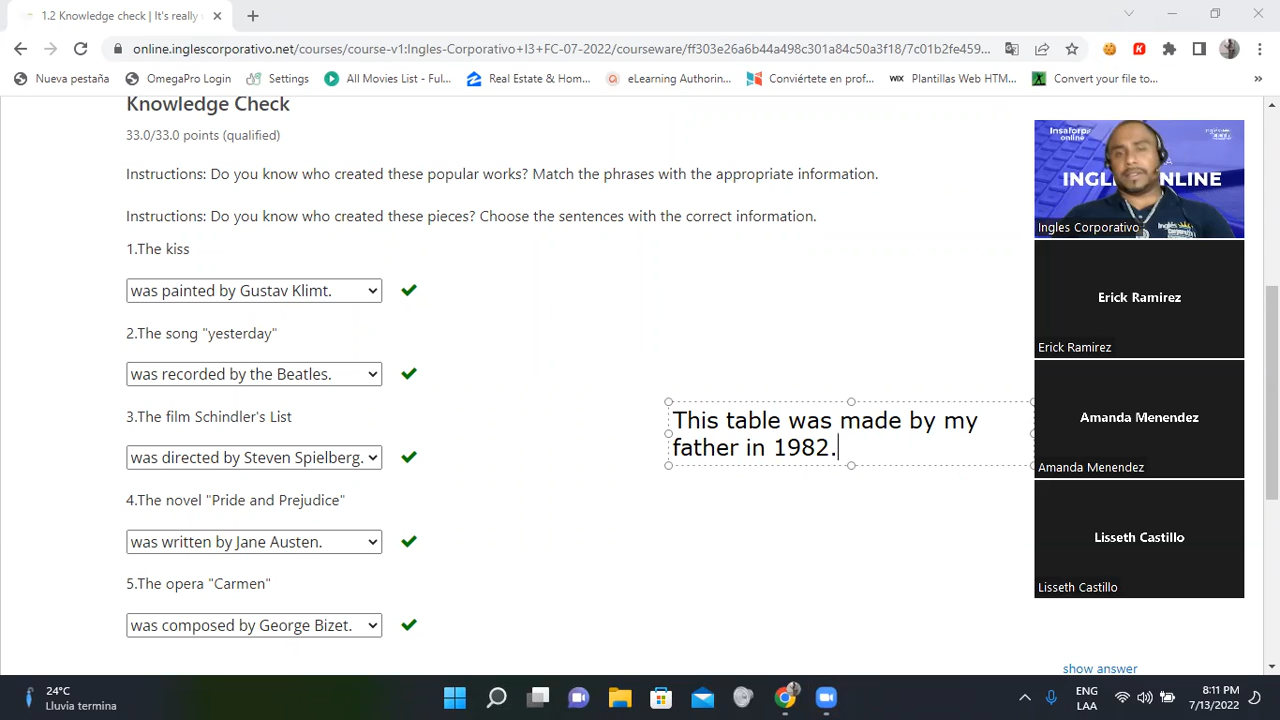 1.2 Knowledge check | It's really
online.inglescorporativo.net/courses/course-v1:Ingles-Corporativo+I3+FC-07-2022/courseware/ff303e26a6b44a498c301a84c50a3f18/7c01b2fe459...
Nueva pestaña
OmegaPro Login
Settings
All Movies List - Ful...
Real Estate & Hom...
eLearning Authorin...
Conviértete en prof...
WIX
Plantillas Web HTM...
Convert your file to...
»
Knowledge Check
33.0/33.0 points (qualified)
Instructions: Do you know who created these popular works? Match the phrases with the appropriate information.
Instructions: Do you know who created these pieces? Choose the sentences with the correct information.
1.The kiss
was painted by Gustav Klimt.
2.The song "yesterday"
was recorded by the Beatles.
3.The film Schindler's List
was directed by Steven Spielberg.
4.The novel "Pride and Prejudice"
was written by Jane Austen.
5.The opera "Carmen"
was composed by George Bizet.
This table was made by my
father in 1982.
show answer
online
Ingles Corporativo
Erick Ramirez
Erick Ramirez
Amanda Menendez
Amanda Menendez
Lisseth Castillo
Lisseth Castillo
24°C
Lluvia termina
ENG
LAA
8:11 PM
7/13/2022